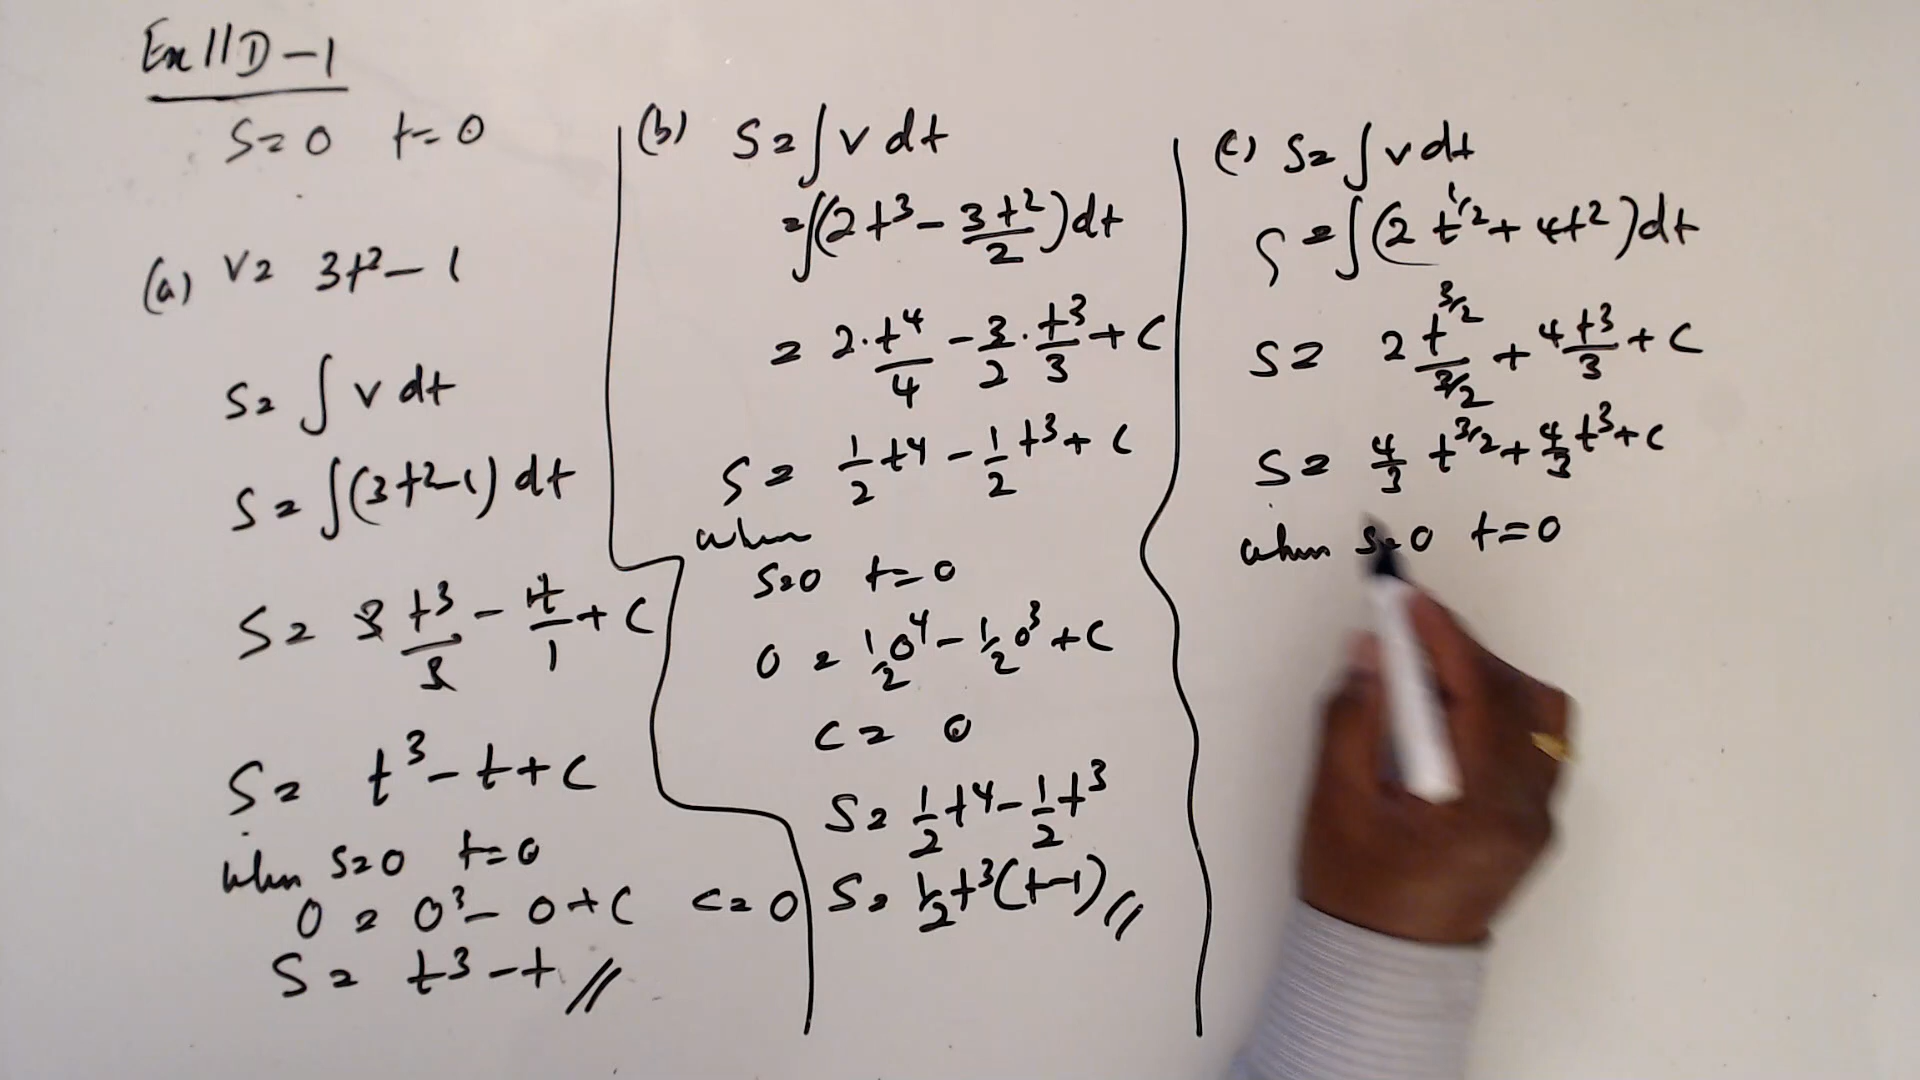 Ex 11D-1
S=0 t=0
(a) v= 3t²-1
S= ∫v dt
S= ∫(3t²-1) dt
S= 3 t³/3 - t/1 + C
S= t³-t+C
when S=0 t=0
0 = 0³-0+C C=0
S= t³-t //
(b) S=∫v dt
=∫(2t³- 3t²/2)dt
= 2·t⁴/4 - 3/2·t³/3 + C
S= 1/2 t⁴ - 1/2 t³ + C
when
S=0 t=0
0 = 1/2 0⁴ - 1/2 0³ + C
C= 0
S= 1/2 t⁴ - 1/2 t³
S= 1/2 t³(t-1) //
(c) S= ∫v dt
S =∫(2 t^1/2 + 4t²)dt
S= 2 t^3/2 / 3/2 + 4 t³/3 + C
S= 4/3 t^3/2 + 4/3 t³ + C
when S=0 t=0